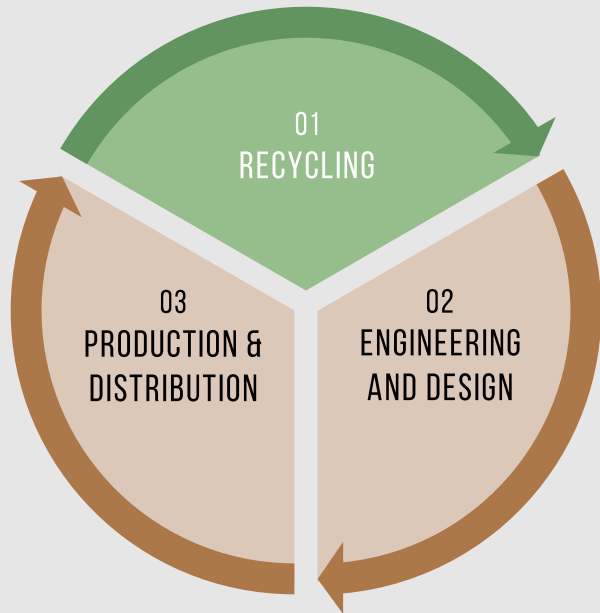 01
RECYCLING
02
ENGINEERING
AND DESIGN
03
PRODUCTION &
DISTRIBUTION